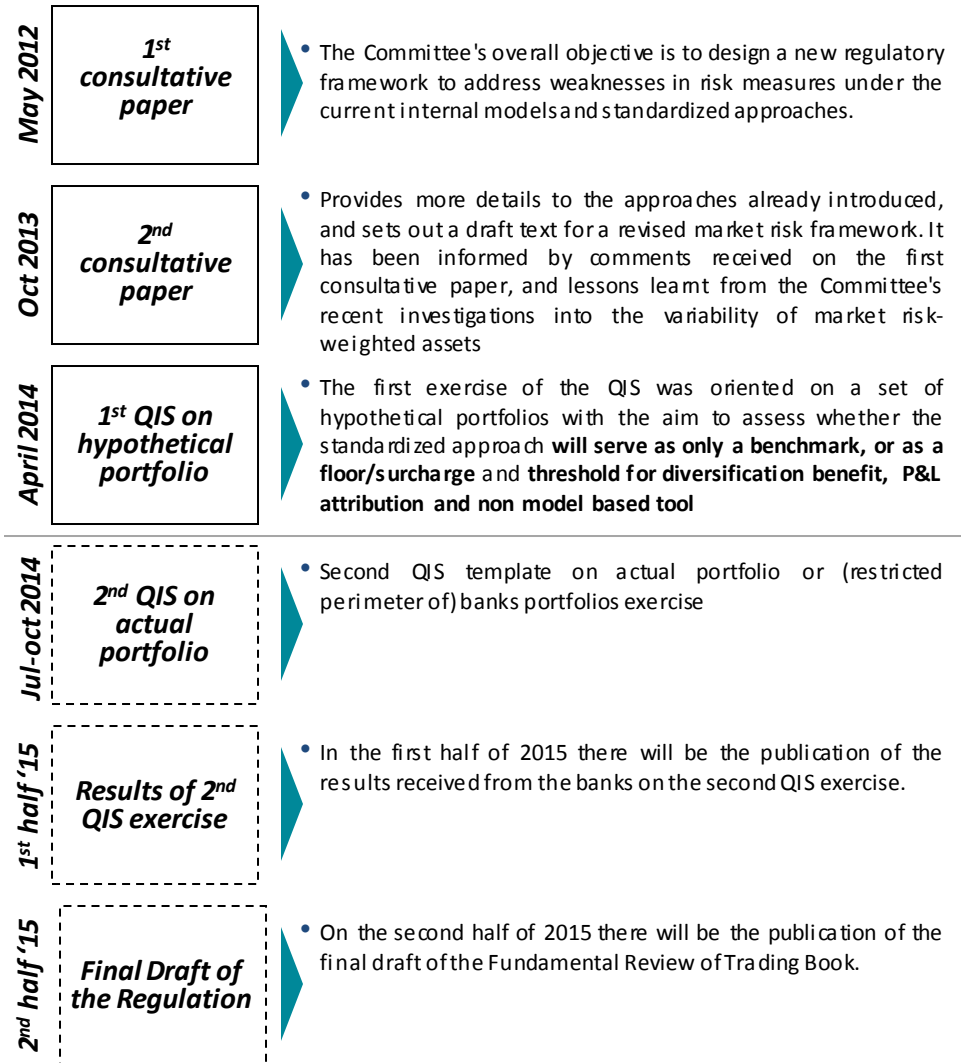 May 2012
1st
consultative
paper
• The Committee's overall objective is to design a new regulatory
framework to address weaknesses in risk measures under the
current internal models and standardized approaches.
Oct 2013
2nd
consultative
paper
• Provides more details to the approaches already introduced,
and sets out a draft text for a revised market risk framework. It
has been informed by comments received on the first
consultative paper, and lessons learnt from the Committee's
recent investigations into the variability of market risk-
weighted assets
April 2014
1st QIS on
hypothetical
portfolio
• The first exercise of the QIS was oriented on a set of
hypothetical portfolios with the aim to assess whether the
standardized approach will serve as only a benchmark, or as a
floor/surcharge and threshold for diversification benefit, P&L
attribution and non model based tool
Jul-oct 2014
2nd QIS on
actual
portfolio
• Second QIS template on actual portfolio or (restricted
perimeter of) banks portfolios exercise
1st half ‘15
Results of 2nd
QIS exercise
• In the first half of 2015 there will be the publication of the
results received from the banks on the second QIS exercise.
2nd half ‘15
Final Draft of
the Regulation
• On the second half of 2015 there will be the publication of the
final draft of the Fundamental Review of Trading Book.